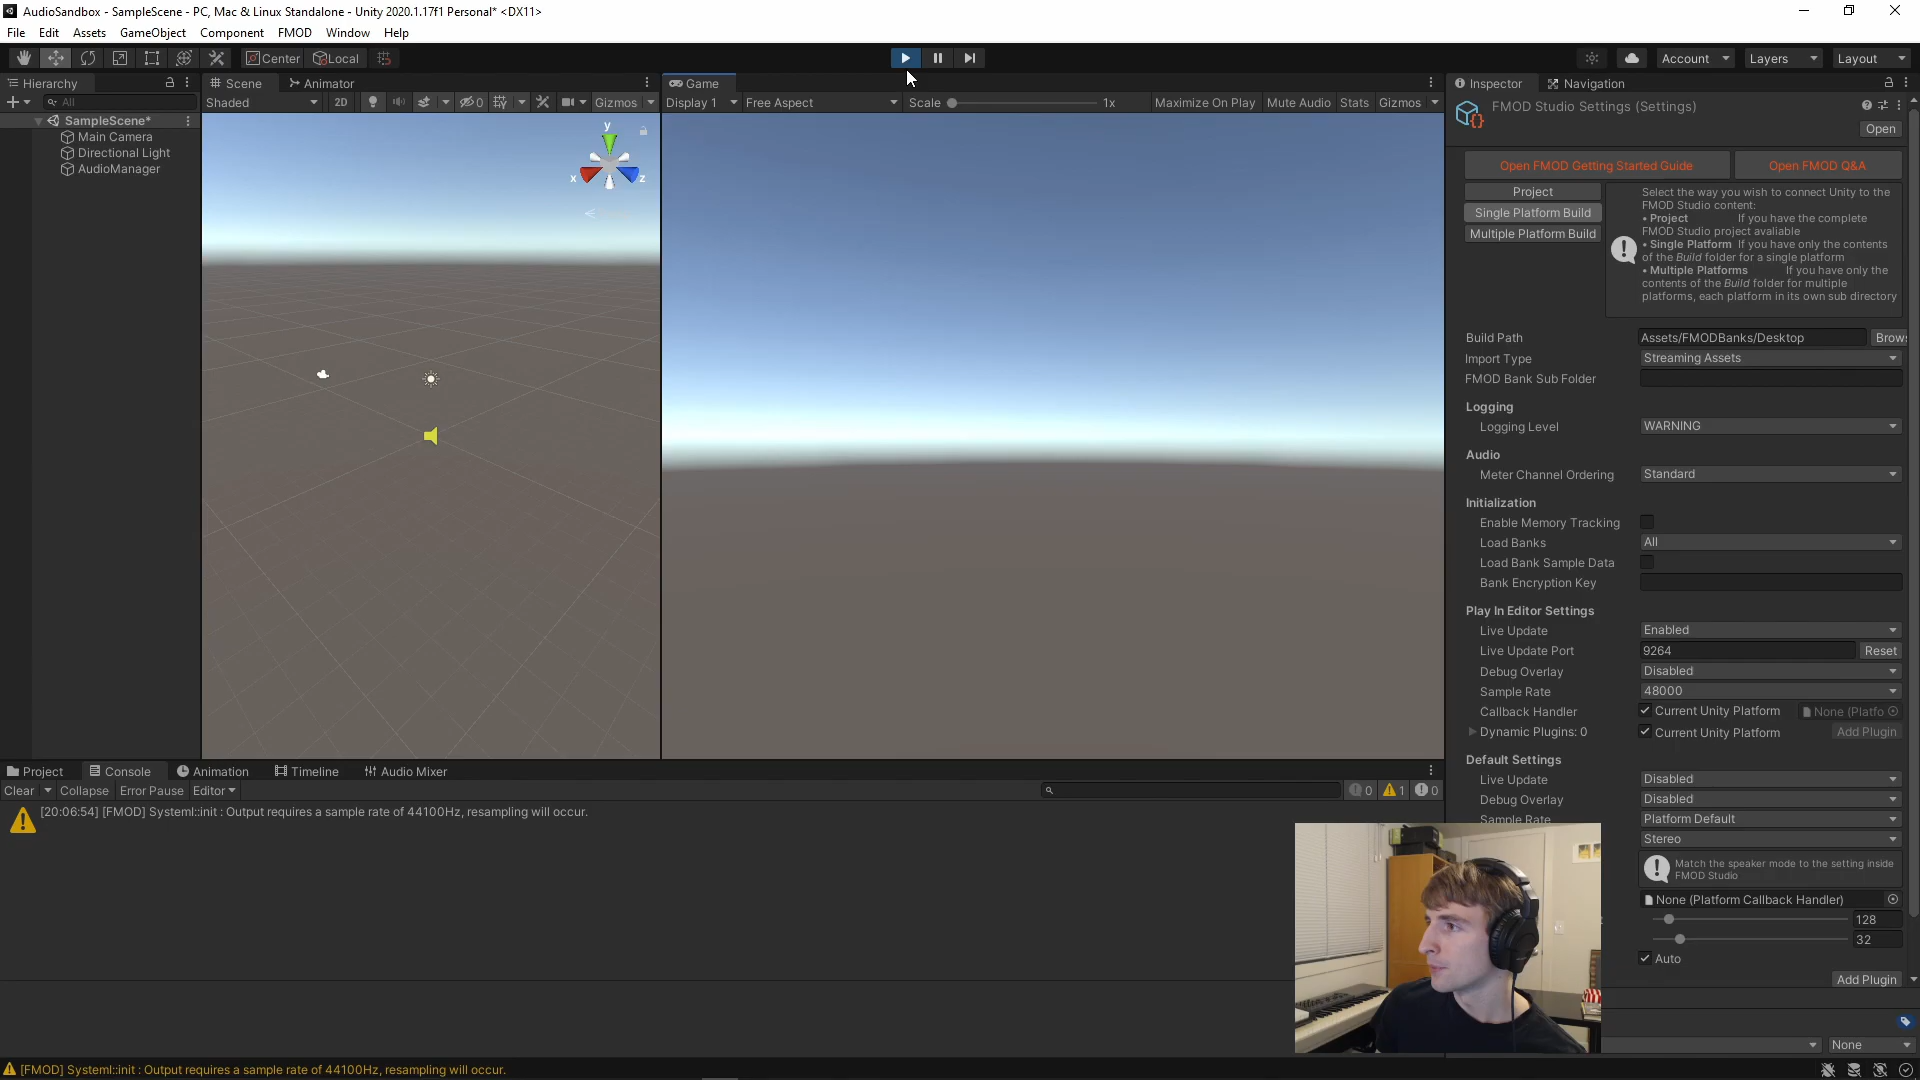 AudioSandbox - SampleScene - PC, Mac & Linux Standalone - Unity 2020.1.17f1 Personal* <DX11>
File Edit Assets GameObject Component FMOD Window Help
Center Local
Account Layers Layout
Hierarchy
All
SampleScene*
Main Camera
Directional Light
AudioManager
Scene Animator
Shaded 2D 0 Gizmos
y
x z
Game
Display 1 Free Aspect Scale 1x Maximize On Play Mute Audio Stats Gizmos
Inspector Navigation
FMOD Studio Settings (Settings)
Open
Open FMOD Getting Started Guide Open FMOD Q&A
Project
Single Platform Build
Multiple Platform Build
Select the way you wish to connect Unity to the
FMOD Studio content:
• Project If you have the complete
FMOD Studio project avaliable
• Single Platform If you have only the contents
of the Build folder for a single platform
• Multiple Platforms If you have only the
contents of the Build folder for multiple
platforms, each platform in its own sub directory
Build Path Assets/FMODBanks/Desktop
Import Type Streaming Assets
FMOD Bank Sub Folder
Logging
Logging Level WARNING
Audio
Meter Channel Ordering Standard
Initialization
Enable Memory Tracking
Load Banks All
Load Bank Sample Data
Bank Encryption Key
Play In Editor Settings
Live Update Enabled
Live Update Port 9264 Reset
Debug Overlay Disabled
Sample Rate 48000
Callback Handler Current Unity Platform None (Platfo
Dynamic Plugins: 0 Current Unity Platform Add Plugin
Default Settings
Live Update Disabled
Debug Overlay Disabled
Sample Rate Platform Default
Stereo
Match the speaker mode to the setting inside
FMOD Studio
None (Platform Callback Handler)
128
32
Auto
Add Plugin
None
Project Console Animation Timeline Audio Mixer
Clear Collapse Error Pause Editor 0 1 0
[20:06:54] [FMOD] SystemI::init : Output requires a sample rate of 44100Hz, resampling will occur.
[FMOD] SystemI::init : Output requires a sample rate of 44100Hz, resampling will occur.